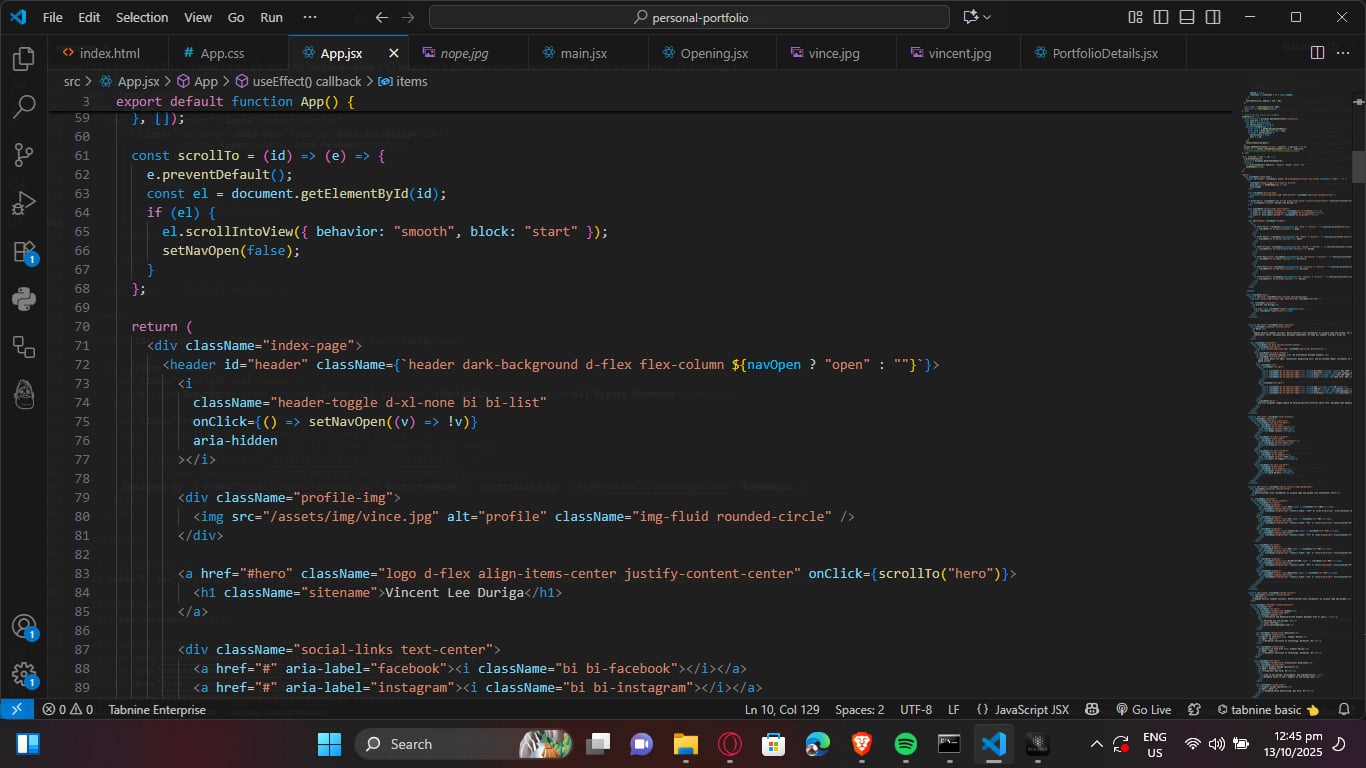 File Edit Selection View Go Run ··· personal-portfolio
index.html App.css App.jsx nope.jpg main.jsx Opening.jsx vince.jpg vincent.jpg PortfolioDetails.jsx
src > App.jsx > App > useEffect() callback > items
3 export default function App() {
59 }, []);
60
61 const scrollTo = (id) => (e) => {
62 e.preventDefault();
63 const el = document.getElementById(id);
64 if (el) {
65 el.scrollIntoView({ behavior: "smooth", block: "start" });
66 setNavOpen(false);
67 }
68 };
69
70 return (
71 <div className="index-page">
72 <header id="header" className={`header dark-background d-flex flex-column ${navOpen ? "open" : ""}`}>
73 <i
74 className="header-toggle d-xl-none bi bi-list"
75 onClick={() => setNavOpen((v) => !v)}
76 aria-hidden
77 ></i>
78
79 <div className="profile-img">
80 <img src="/assets/img/vince.jpg" alt="profile" className="img-fluid rounded-circle" />
81 </div>
82
83 <a href="#hero" className="logo d-flex align-items-center justify-content-center" onClick={scrollTo("hero")}>
84 <h1 className="sitename">Vincent Lee Duriga</h1>
85 </a>
86
87 <div className="social-links text-center">
88 <a href="#" aria-label="facebook"><i className="bi bi-facebook"></i></a>
89 <a href="#" aria-label="instagram"><i className="bi bi-instagram"></i></a>
1
1
1
0 0 Tabnine Enterprise Ln 10, Col 129 Spaces: 2 UTF-8 LF {} JavaScript JSX Go Live tabnine basic
Search ENG US 12:45 pm 13/10/2025